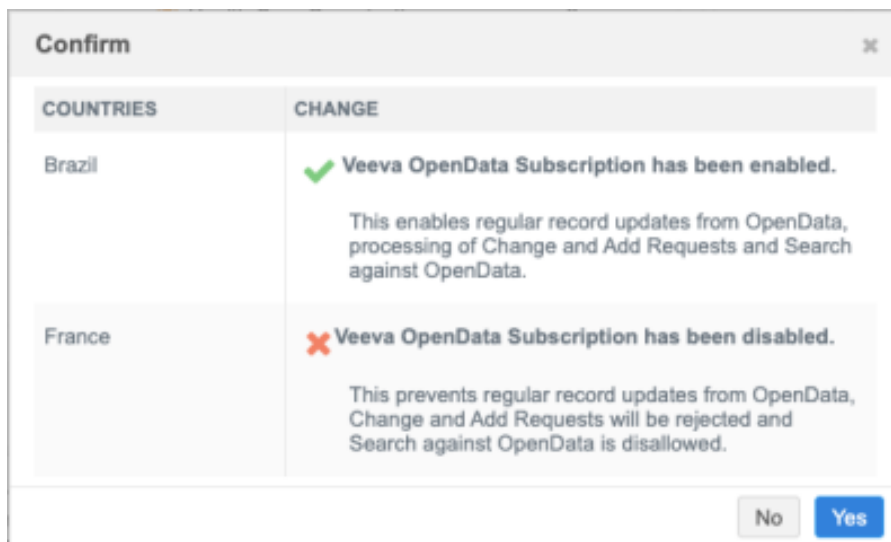 Confirm
COUNTRIES CHANGE
Brazil Veeva OpenData Subscription has been enabled.
This enables regular record updates from OpenData,
processing of Change and Add Requests and Search
against OpenData.
France Veeva OpenData Subscription has been disabled.
This prevents regular record updates from OpenData,
Change and Add Requests will be rejected and
Search against OpenData is disallowed.
No Yes